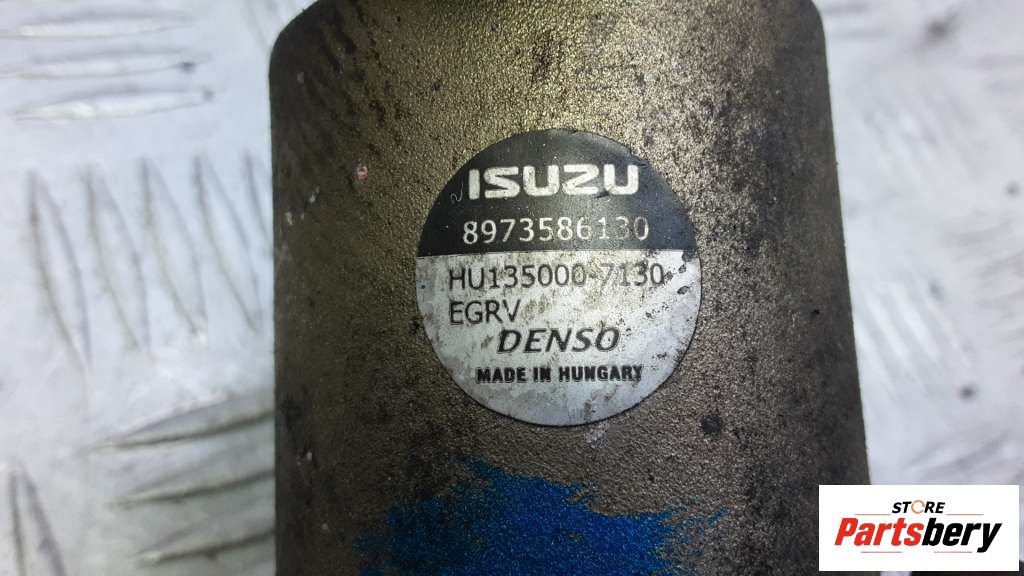 ISUZU
8973586130
HU135000-7130
EGRV
DENSO
MADE IN HUNGARY
STORE
Partsbery